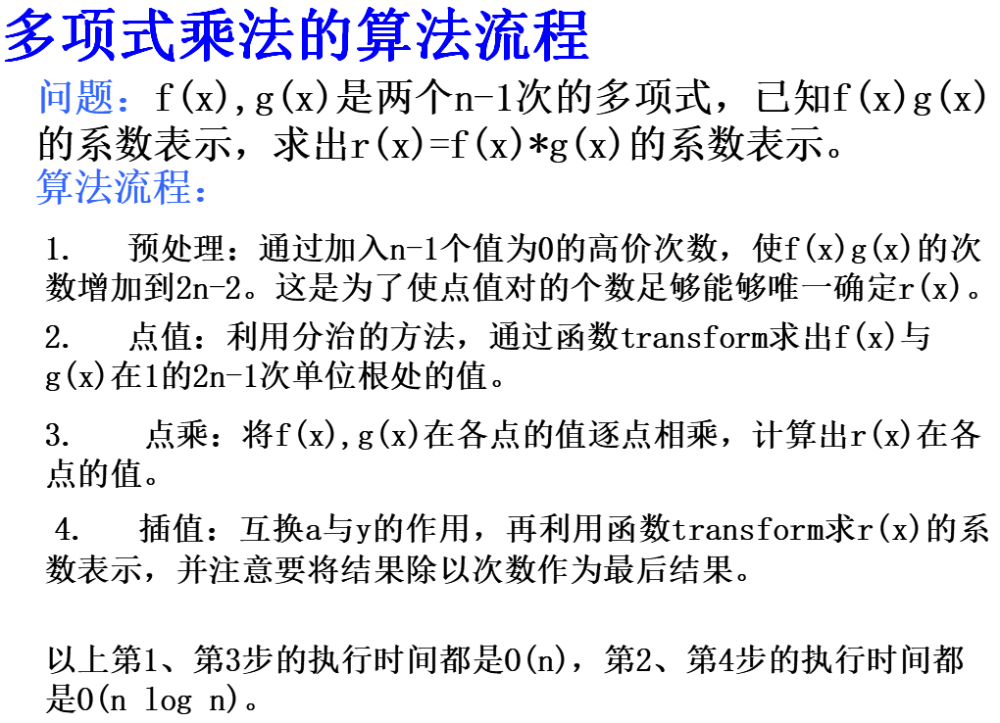 多项式乘法的算法流程
问题：f(x),g(x)是两个n-1次的多项式，已知f(x)g(x)
的系数表示，求出r(x)=f(x)*g(x)的系数表示。
算法流程：
1. 预处理：通过加入n-1个值为0的高价次数，使f(x)g(x)的次
数增加到2n-2。这是为了使点值对的个数足够能够唯一确定r(x)。
2. 点值：利用分治的方法，通过函数transform求出f(x)与
g(x)在1的2n-1次单位根处的值。
3. 点乘：将f(x),g(x)在各点的值逐点相乘，计算出r(x)在各
点的值。
4. 插值：互换a与y的作用，再利用函数transform求r(x)的系
数表示，并注意要将结果除以次数作为最后结果。
以上第1、第3步的执行时间都是O(n)，第2、第4步的执行时间都
是O(n log n)。